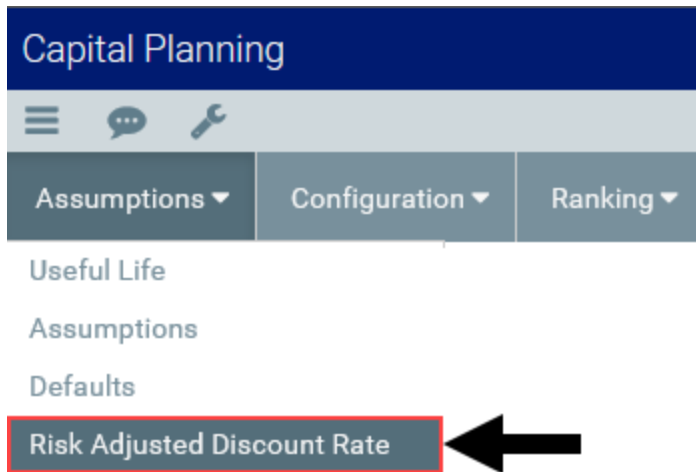 Capital Planning
Assumptions Configuration Ranking
Useful Life
Assumptions
Defaults
Risk Adjusted Discount Rate